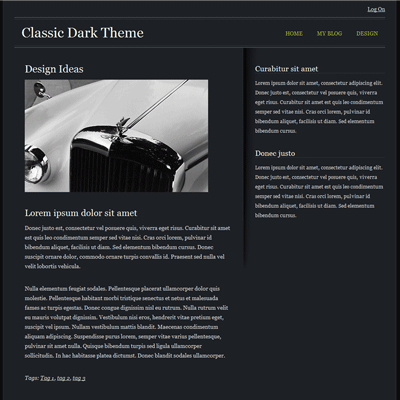 Log On
Classic Dark Theme
HOME MY BLOG DESIGN
Design Ideas
Lorem ipsum dolor sit amet
Donec justo est, consectetur vel posuere quis, viverra eget risus. Curabitur sit amet
est quis leo condimentum semper sed vitae nisi. Cras orci lorem, pulvinar id
bibendum aliquet, facilisis ut diam. Sed elementum bibendum cursus. Donec
suscipit ornare dolor, commodo ornare turpis convallis id. Praesent sed nulla vel
velit lobortis vehicula.
Nulla elementum feugiat sodales. Pellentesque placerat ullamcorper dolor quis
molestie. Pellentesque habitant morbi tristique senectus et netus et malesuada
fames ac turpis egestas. Donec congue dignissim nisl eu rutrum. Nulla rutrum velit
eu mauris volutpat dignissim. Vestibulum nisi eros, hendrerit vitae pretium eget,
suscipit vel ipsum. Nullam vestibulum mattis blandit. Maecenas condimentum
aliquam adipiscing. Suspendisse purus lorem, semper vitae varius pellentesque,
pulvinar sit amet nulla. Quisque bibendum turpis sed ligula ullamcorper
sollicitudin. In hac habitasse platea dictumst. Donec blandit sodales ullamcorper.
Tags: Tag 1, tag 2, tag 3
Curabitur sit amet
Lorem ipsum dolor sit amet, consectetur adipiscing elit.
Donec justo est, consectetur vel posuere quis, viverra
eget risus. Curabitur sit amet est quis leo condimentum
semper sed vitae nisi. Cras orci lorem, pulvinar id
bibendum aliquet, facilisis ut diam. Sed elementum
bibendum cursus.
Donec justo
Lorem ipsum dolor sit amet, consectetur adipiscing elit.
Donec justo est, consectetur vel posuere quis, viverra
eget risus. Curabitur sit amet est quis leo condimentum
semper sed vitae nisi. Cras orci lorem, pulvinar id
bibendum aliquet, facilisis ut diam. Sed elementum
bibendum cursus.